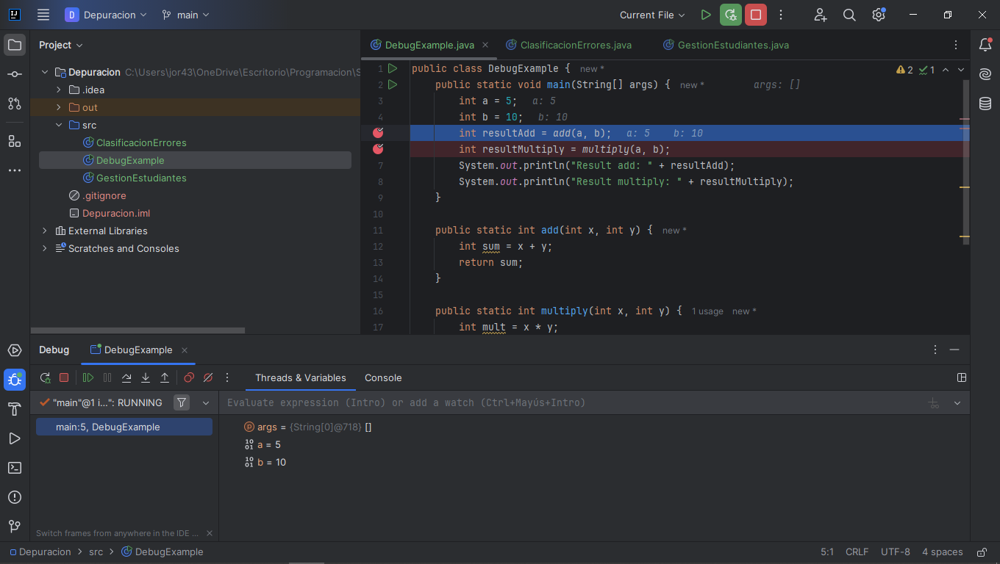 D Depuracion main Current File
Project
Depuracion C:\Users\jor43\OneDrive\Escritorio\Programacion\S
.idea
out
src
ClasificacionErrores
DebugExample
GestionEstudiantes
.gitignore
Depuracion.iml
External Libraries
Scratches and Consoles
DebugExample.java ClasificacionErrores.java GestionEstudiantes.java
2 1
1 public class DebugExample { new *
2 public static void main(String[] args) { new * args: []
3 int a = 5; a: 5
4 int b = 10; b: 10
int resultAdd = add(a, b); a: 5 b: 10
int resultMultiply = multiply(a, b);
7 System.out.println("Result add: " + resultAdd);
8 System.out.println("Result multiply: " + resultMultiply);
9 }
10
11 public static int add(int x, int y) { new *
12 int sum = x + y;
13 return sum;
14 }
15
16 public static int multiply(int x, int y) { 1 usage new *
17 int mult = x * y;
Debug DebugExample
Threads & Variables Console
"main"@1 i...": RUNNING
Evaluate expression (Intro) or add a watch (Ctrl+Mayús+Intro)
main:5, DebugExample
args = {String[0]@718} []
a = 5
b = 10
Switch frames from anywhere in the IDE ...
Depuracion src DebugExample 5:1 CRLF UTF-8 4 spaces